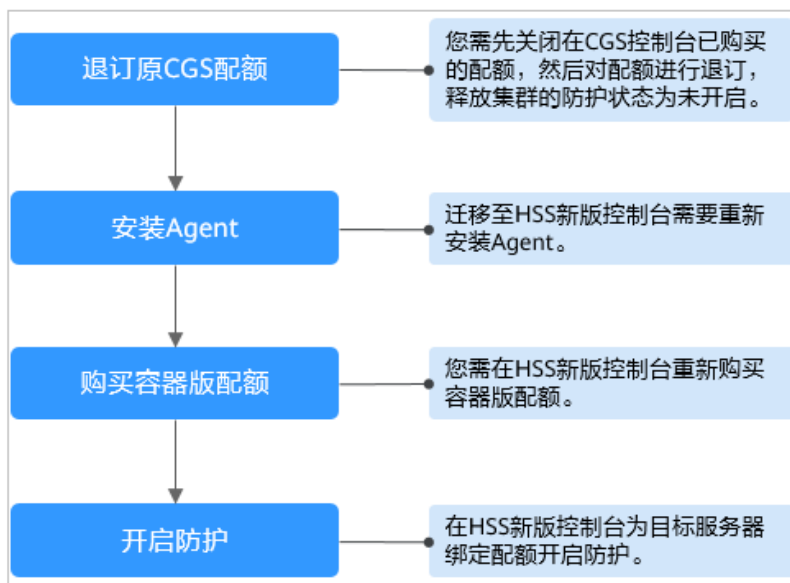 退订原CGS配额
您需先关闭在CGS控制台已购买
的配额，然后对配额进行退订，
释放集群的防护状态为未开启。
安装Agent
迁移至HSS新版控制台需要重新
安装Agent。
购买容器版配额
您需在HSS新版控制台重新购买
容器版配额。
开启防护
在HSS新版控制台为目标服务器
绑定配额开启防护。